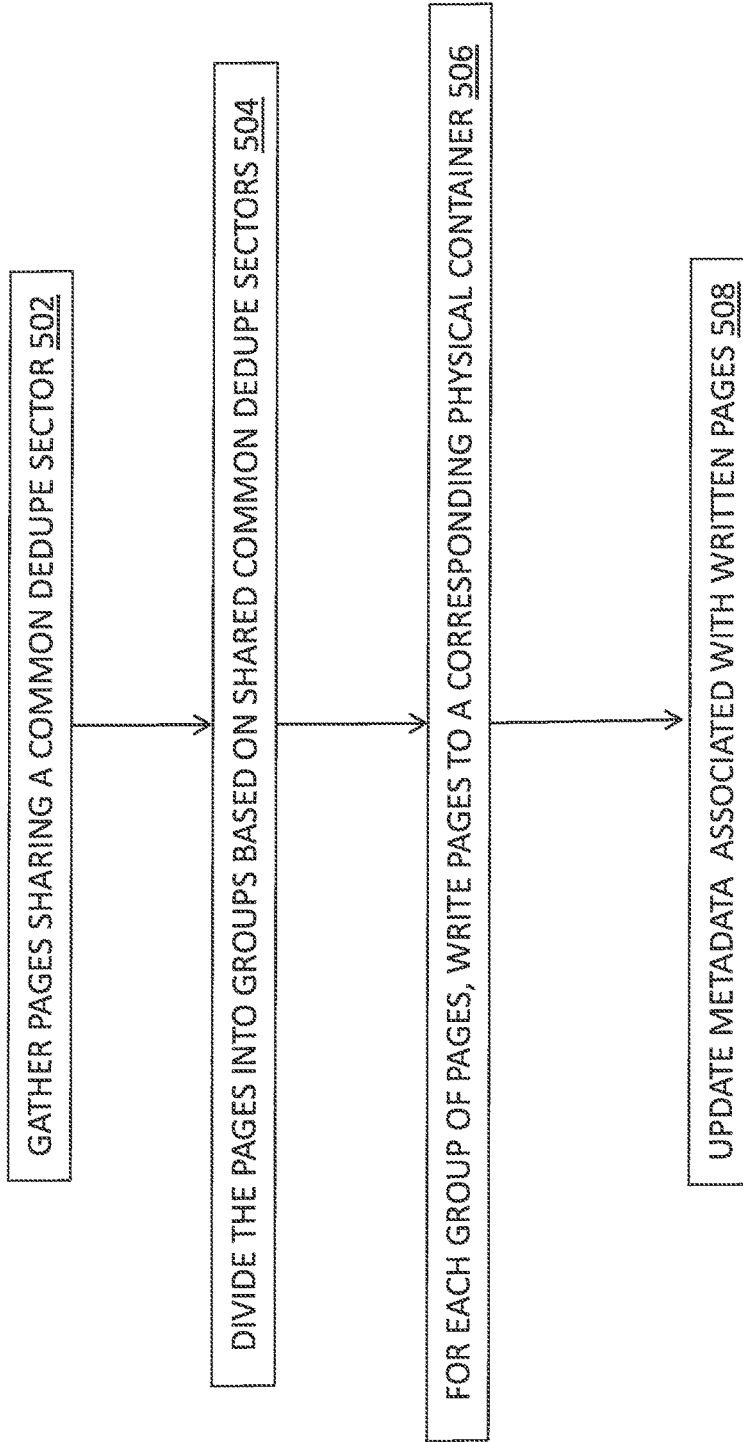 GATHER PAGES SHARING A COMMON DEDUPE SECTOR 502
DIVIDE THE PAGES INTO GROUPS BASED ON SHARED COMMON DEDUPE SECTORS 504
FOR EACH GROUP OF PAGES, WRITE PAGES TO A CORRESPONDING PHYSICAL CONTAINER 506
UPDATE METADATA ASSOCIATED WITH WRITTEN PAGES 508